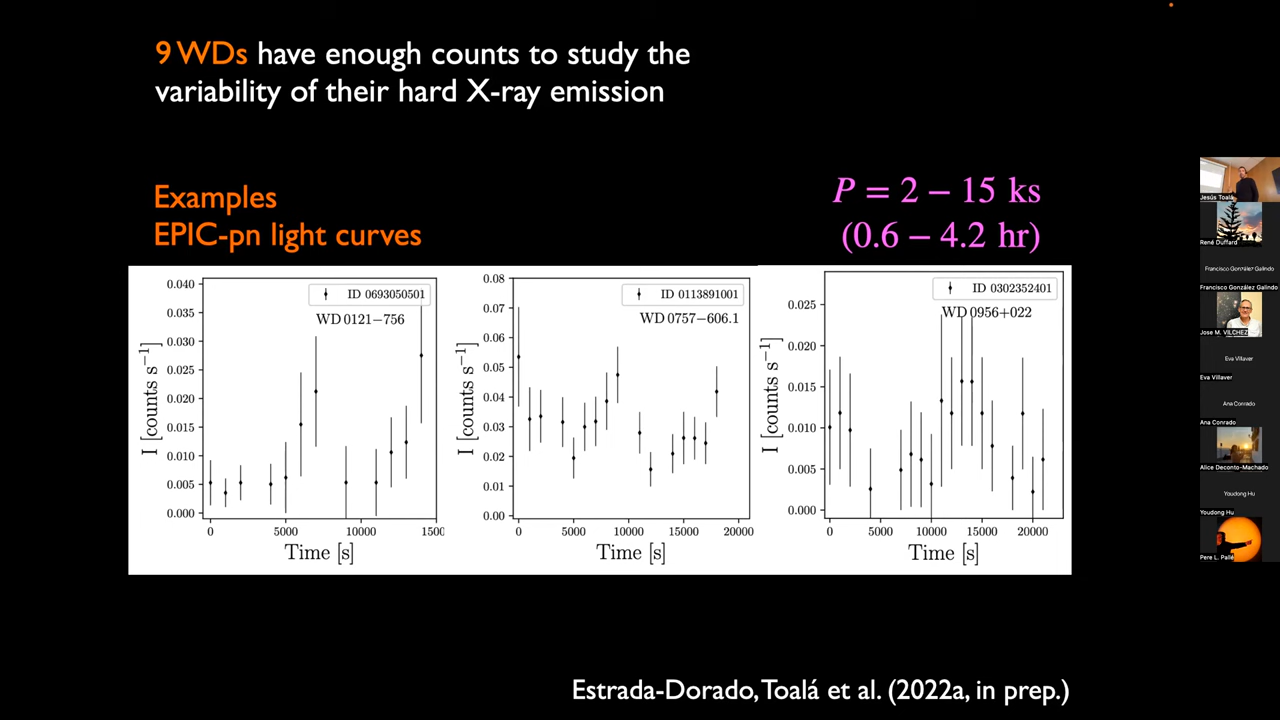 9 WDs have enough counts to study the
variability of their hard X-ray emission
Examples
EPIC-pn light curves
P = 2 − 15 ks
(0.6 − 4.2 hr)
0.040
0.035
0.030
0.025
0.020
0.015
0.010
0.005
0.000
I [counts s⁻¹]
ID 0693050501
WD 0121−756
0
5000
10000
1500
Time [s]
0.08
0.07
0.06
0.05
0.04
0.03
0.02
0.01
0.00
I [counts s⁻¹]
ID 0113891001
WD 0757−606.1
0
5000
10000
15000
20000
Time [s]
0.025
0.020
0.015
0.010
0.005
0.000
I [counts s⁻¹]
ID 0302352401
WD 0956+022
0
5000
10000
15000
20000
Time [s]
Estrada-Dorado, Toalá et al. (2022a, in prep.)
Jesús Toalá
René Duffard
Francisco González Galindo
Francisco González Galindo
Jose M. VILCHEZ
Eva Villaver
Eva Villaver
Ana Conrado
Ana Conrado
Alice Deconto-Machado
Youdong Hu
Youdong Hu
Pere L. Pallé